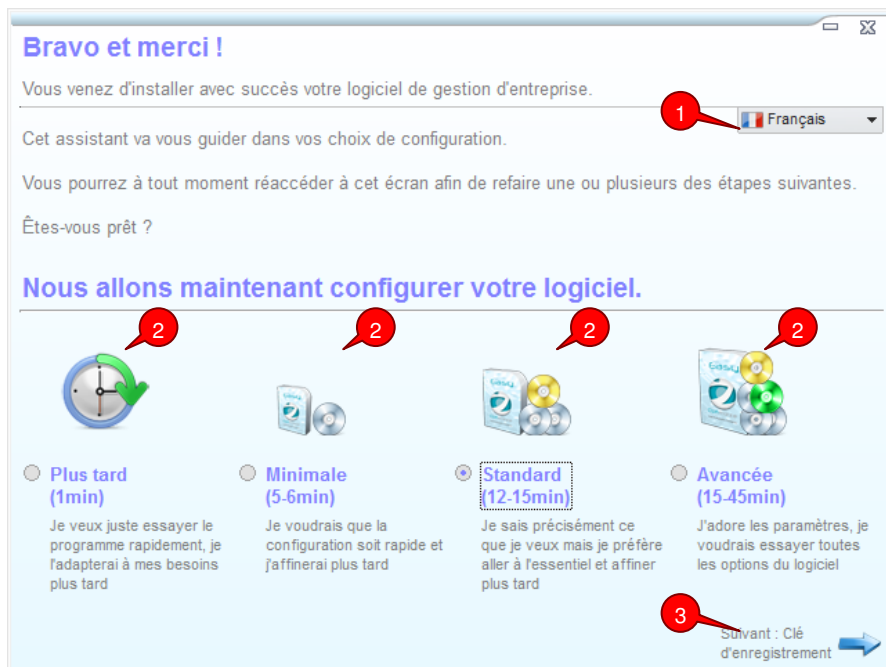 Bravo et merci !
Vous venez d'installer avec succès votre logiciel de gestion d'entreprise.
1
Français
Cet assistant va vous guider dans vos choix de configuration.
Vous pourrez à tout moment réaccéder à cet écran afin de refaire une ou plusieurs des étapes suivantes.
Êtes-vous prêt ?
Nous allons maintenant configurer votre logiciel.
2
2
2
2
Plus tard
(1min)
Je veux juste essayer le
programme rapidement, je
l'adapterai à mes besoins
plus tard
Minimale
(5-6min)
Je voudrais que la
configuration soit rapide et
j'affinerai plus tard
Standard
(12-15min)
Je sais précisément ce
que je veux mais je préfère
aller à l'essentiel et affiner
plus tard
Avancée
(15-45min)
J'adore les paramètres, je
voudrais essayer toutes
les options du logiciel
3
Suivant : Clé
d'enregistrement